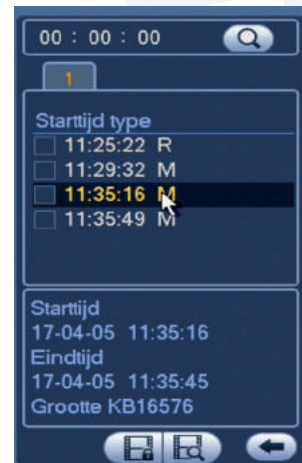 00 : 00 : 00
1
Starttijd type
11:25:22 R
11:29:32 M
11:35:16 M
11:35:49 M
Starttijd
17-04-05 11:35:16
Eindtijd
17-04-05 11:35:45
Grootte KB16576